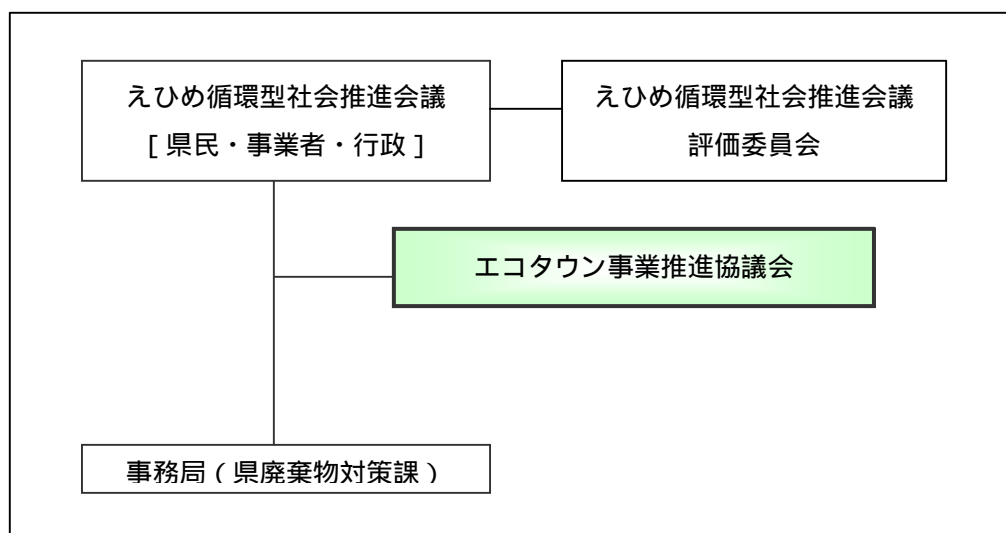 えひめ循環型社会推進会議
[ 県民・事業者・行政 ]
えひめ循環型社会推進会議
評価委員会
エコタウン事業推進協議会
事務局 ( 県廃棄物対策課 )